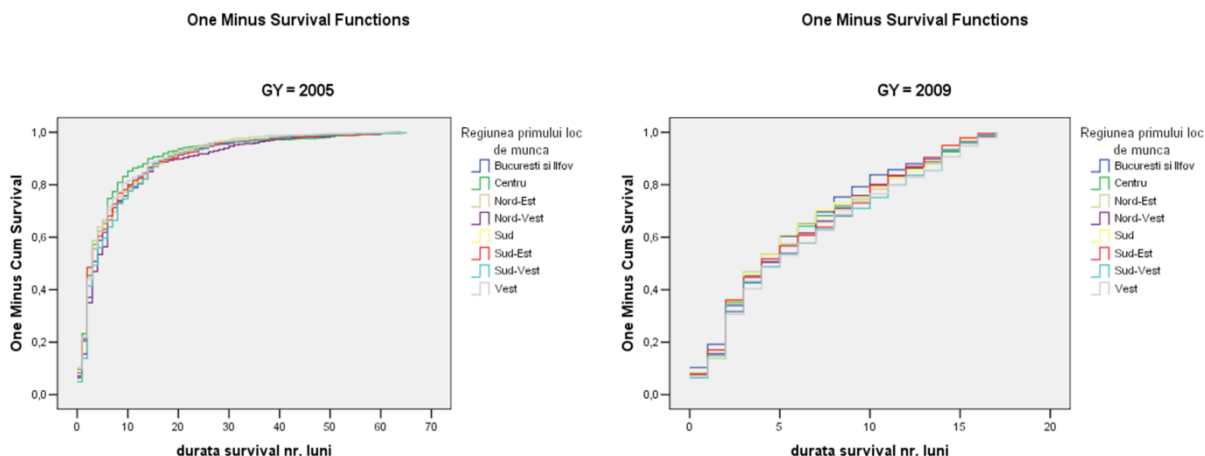 One Minus Survival Functions
GY = 2005
One Minus Cum Survival
1,0
0,8
0,6
0,4
0,2
0,0
0 10 20 30 40 50 60 70
durata survival nr. luni
Regiunea primului loc
de munca
Bucuresti si Ilfov
Centru
Nord-Est
Nord-Vest
Sud
Sud-Est
Sud-Vest
Vest
One Minus Survival Functions
GY = 2009
One Minus Cum Survival
1,0
0,8
0,6
0,4
0,2
0,0
0 5 10 15 20
durata survival nr. luni
Regiunea primului loc
de munca
Bucuresti si Ilfov
Centru
Nord-Est
Nord-Vest
Sud
Sud-Est
Sud-Vest
Vest